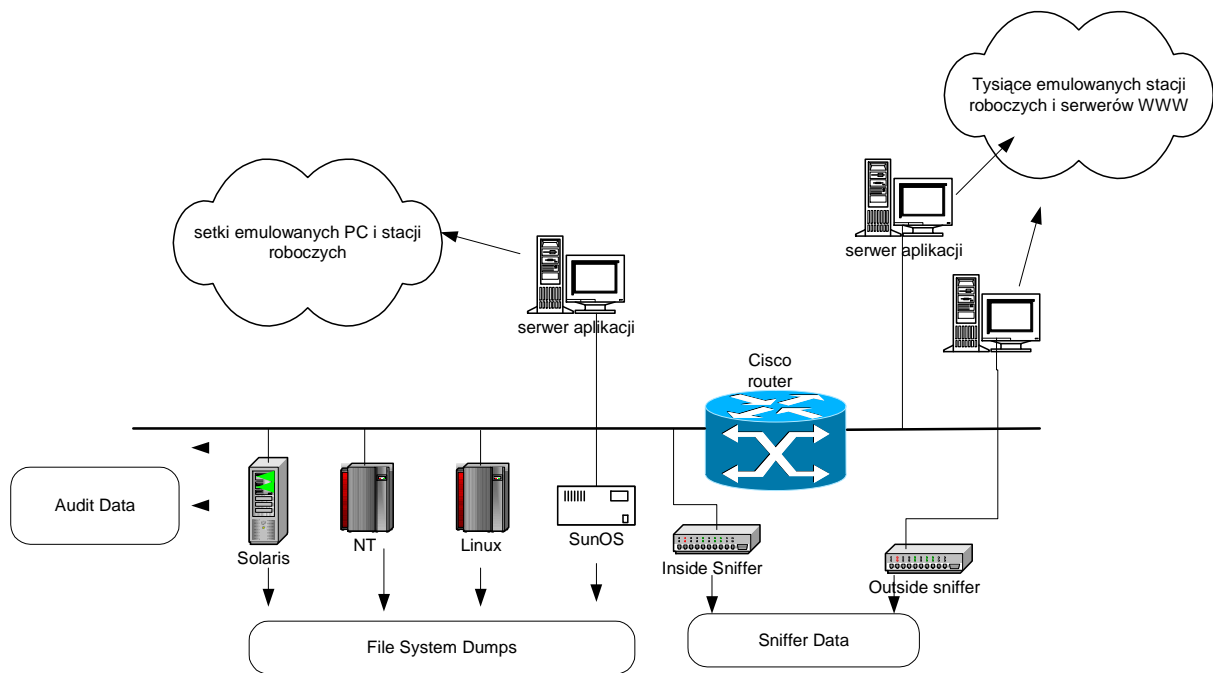 Tysiące emulowanych stacji
roboczych i serwerów WWW
setki emulowanych PC i stacji
roboczych
serwer aplikacji
serwer aplikacji
Cisco
router
Audit Data
Solaris
NT
Linux
SunOS
Inside Sniffer
Outside sniffer
File System Dumps
Sniffer Data